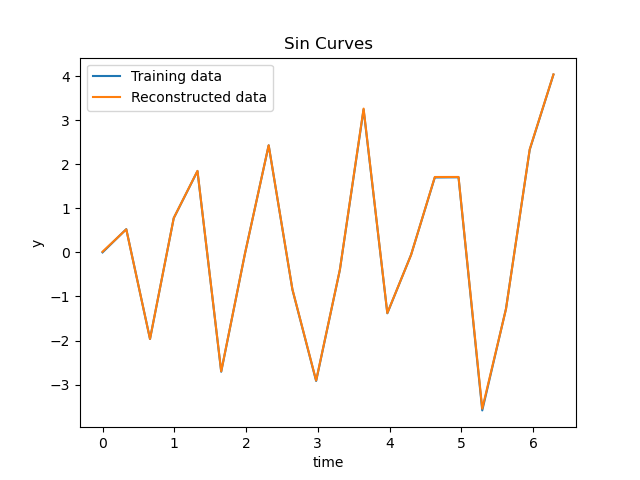 Sin Curves
Training data
Reconstructed data
4
3
2
1
0
−1
−2
−3
y
0 1 2 3 4 5 6
time